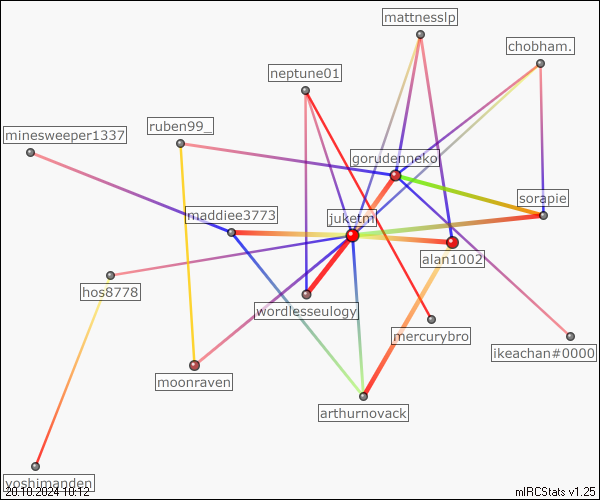 mattnesslp
chobham.
neptune01
ruben99_
minesweeper1337
gorudenneko
sorapie
maddiee3773
juketm
alan1002
hos8778
wordlesseulogy
mercurybro
ikeachan#0000
moonraven
arthurnovack
yoshimanden
20.10.2024 10:12
mIRCStats v1.25